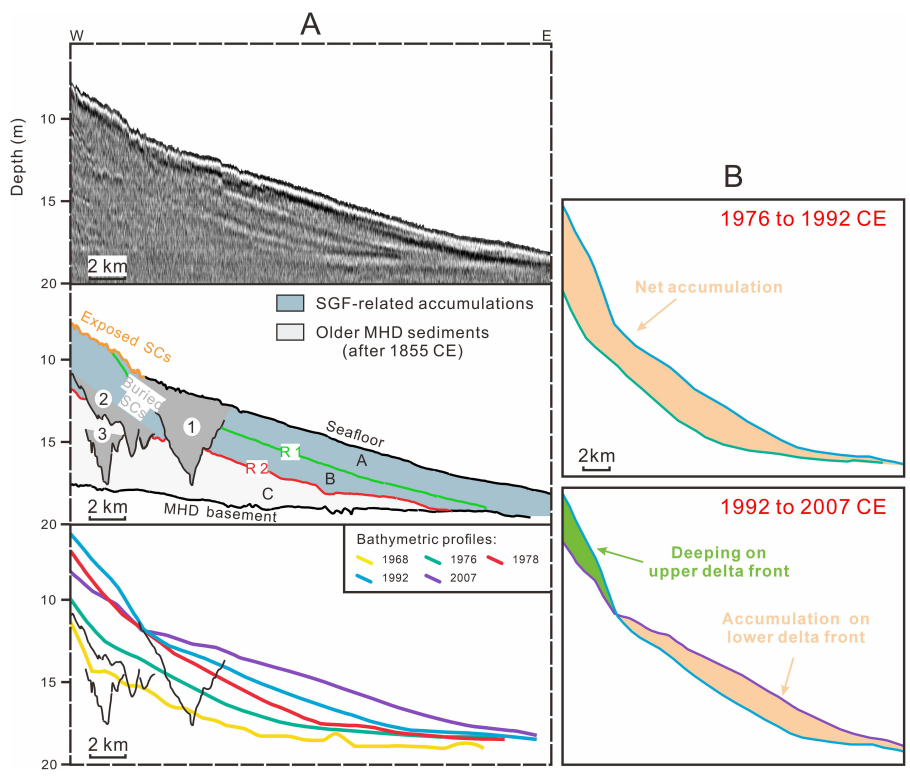 A
W
E
Depth (m)
10
15
20
2 km
SGF-related accumulations
Older MHD sediments
(after 1855 CE)
Exposed SCs
10
Buried
SCs
2
3
1
Seafloor
R 1
A
15
R 2
B
C
2 km
MHD basement
20
Bathymetric profiles:
1968
1976
1978
1992
2007
10
15
2 km
20
B
1976 to 1992 CE
Net accumulation
2km
1992 to 2007 CE
Deeping on
upper delta front
Accumulation on
lower delta front